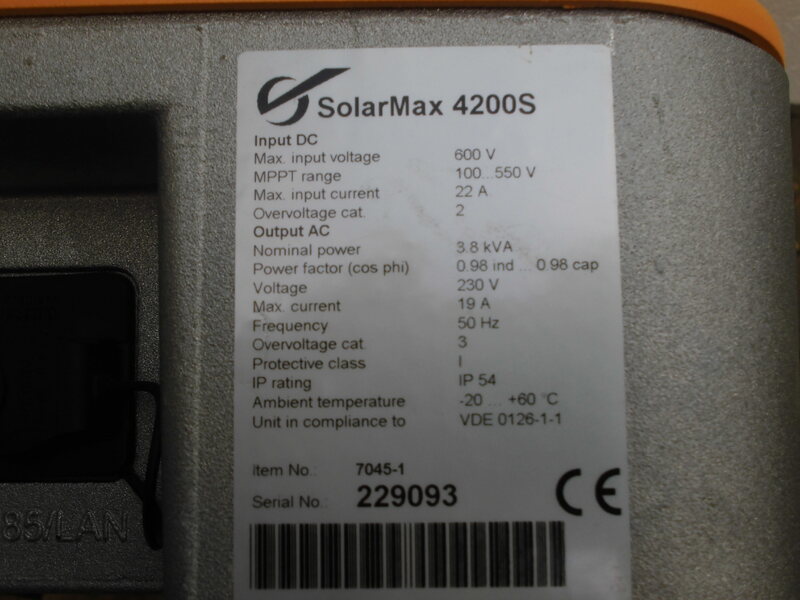 SolarMax 4200S
Input DC
Max. input voltage 600 V
MPPT range 100...550 V
Max. input current 22 A
Overvoltage cat. 2
Output AC
Nominal power 3.8 kVA
Power factor (cos phi) 0.98 ind ... 0.98 cap
Voltage 230 V
Max. current 19 A
Frequency 50 Hz
Overvoltage cat. 3
Protective class I
IP rating IP 54
Ambient temperature -20 ... +60 °C
Unit in compliance to VDE 0126-1-1
Item No.: 7045-1
Serial No.: 229093
CE
85/LAN